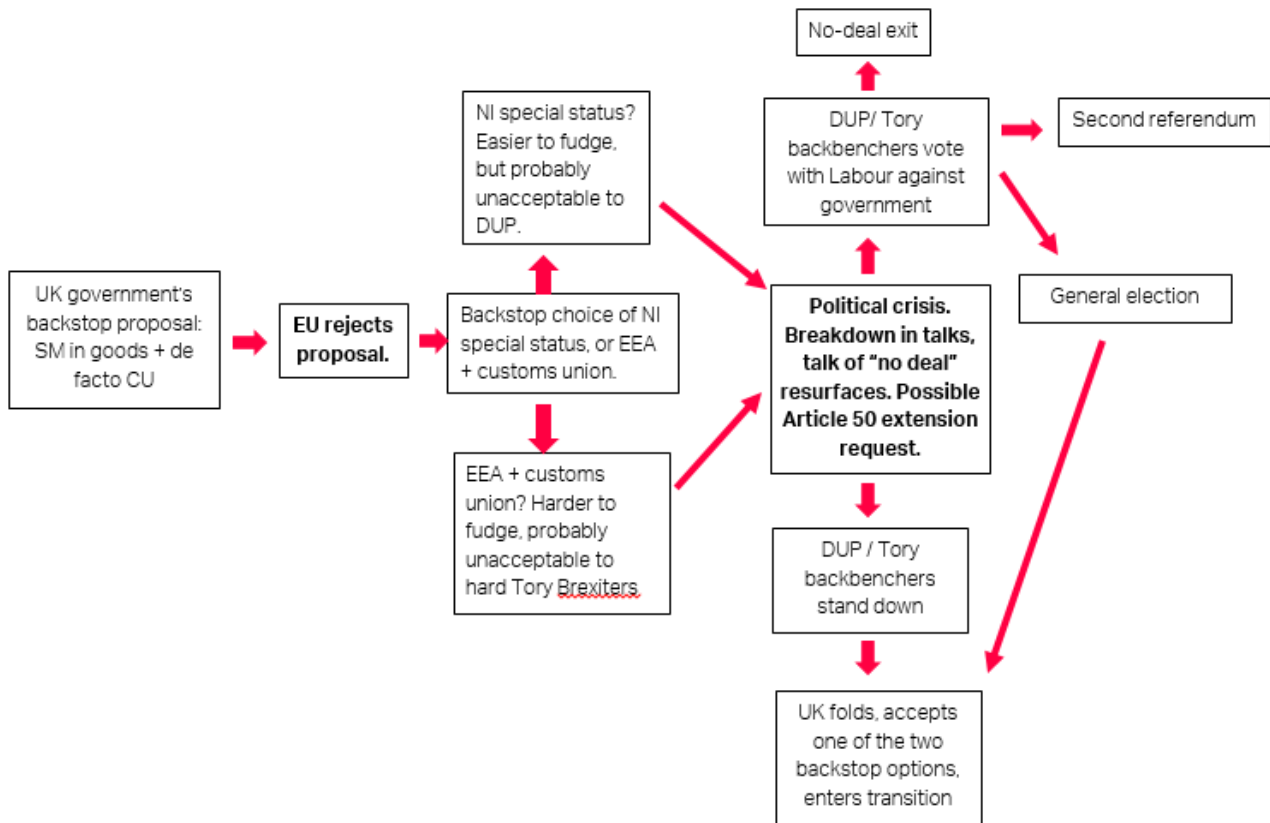 No-deal exit
NI special status?
Easier to fudge,
but probably
unacceptable to
DUP.
DUP/ Tory
backbenchers vote
with Labour against
government
Second referendum
UK government's
backstop proposal:
SM in goods + de
facto CU
EU rejects
proposal.
Backstop choice of NI
special status, or EEA
+ customs union.
Political crisis.
Breakdown in talks,
talk of “no deal”
resurfaces. Possible
Article 50 extension
request.
General election
EEA + customs
union? Harder to
fudge, probably
unacceptable to
hard Tory Brexiters.
DUP / Tory
backbenchers
stand down
UK folds, accepts
one of the two
backstop options,
enters transition